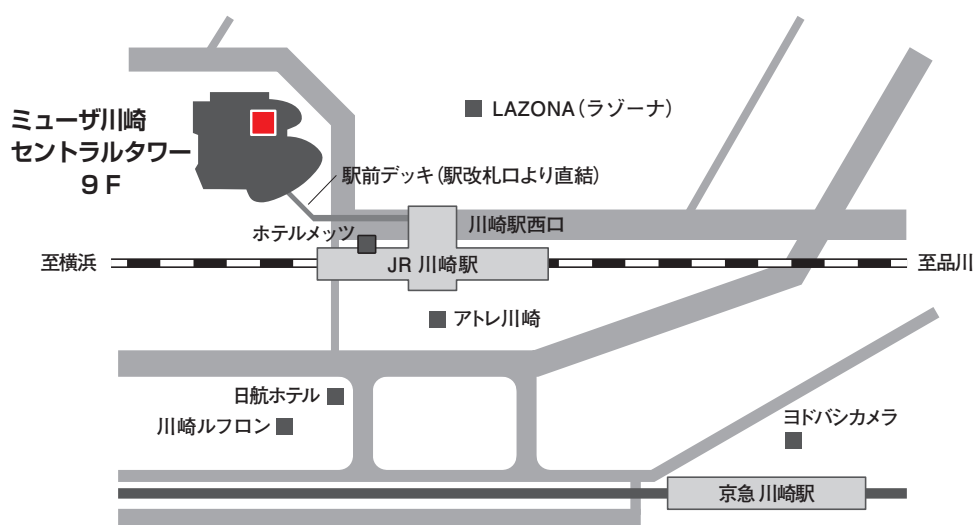 LAZONA（ラゾーナ）
ミューザ川崎
セントラルタワー
9F
駅前デッキ（駅改札口より直結）
川崎駅西口
ホテルメッツ
至横浜
JR 川崎駅
至品川
アトレ川崎
日航ホテル
川崎ルフロン
ヨドバシカメラ
京急 川崎駅